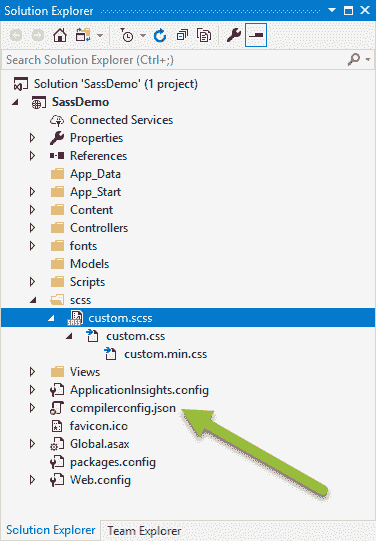 Solution Explorer
Search Solution Explorer (Ctrl+;)
Solution 'SassDemo' (1 project)
SassDemo
Connected Services
Properties
References
App_Data
App_Start
Content
Controllers
fonts
Models
Scripts
scss
custom.scss
custom.css
custom.min.css
Views
ApplicationInsights.config
compilerconfig.json
favicon.ico
Global.asax
packages.config
Web.config
Solution Explorer Team Explorer